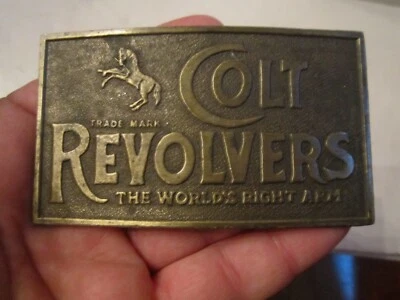 COLT
TRADE MARK
REVOLVERS
THE WORLD'S RIGHT ARM